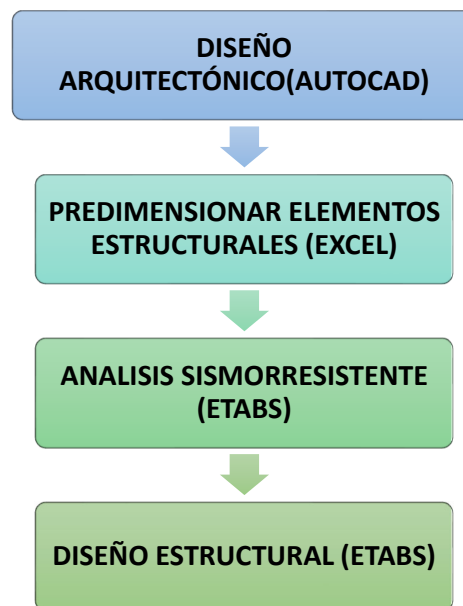 DISEÑO
ARQUITECTÓNICO(AUTOCAD)
PREDIMENSIONAR ELEMENTOS
ESTRUCTURALES (EXCEL)
ANALISIS SISMORRESISTENTE
(ETABS)
DISEÑO ESTRUCTURAL (ETABS)